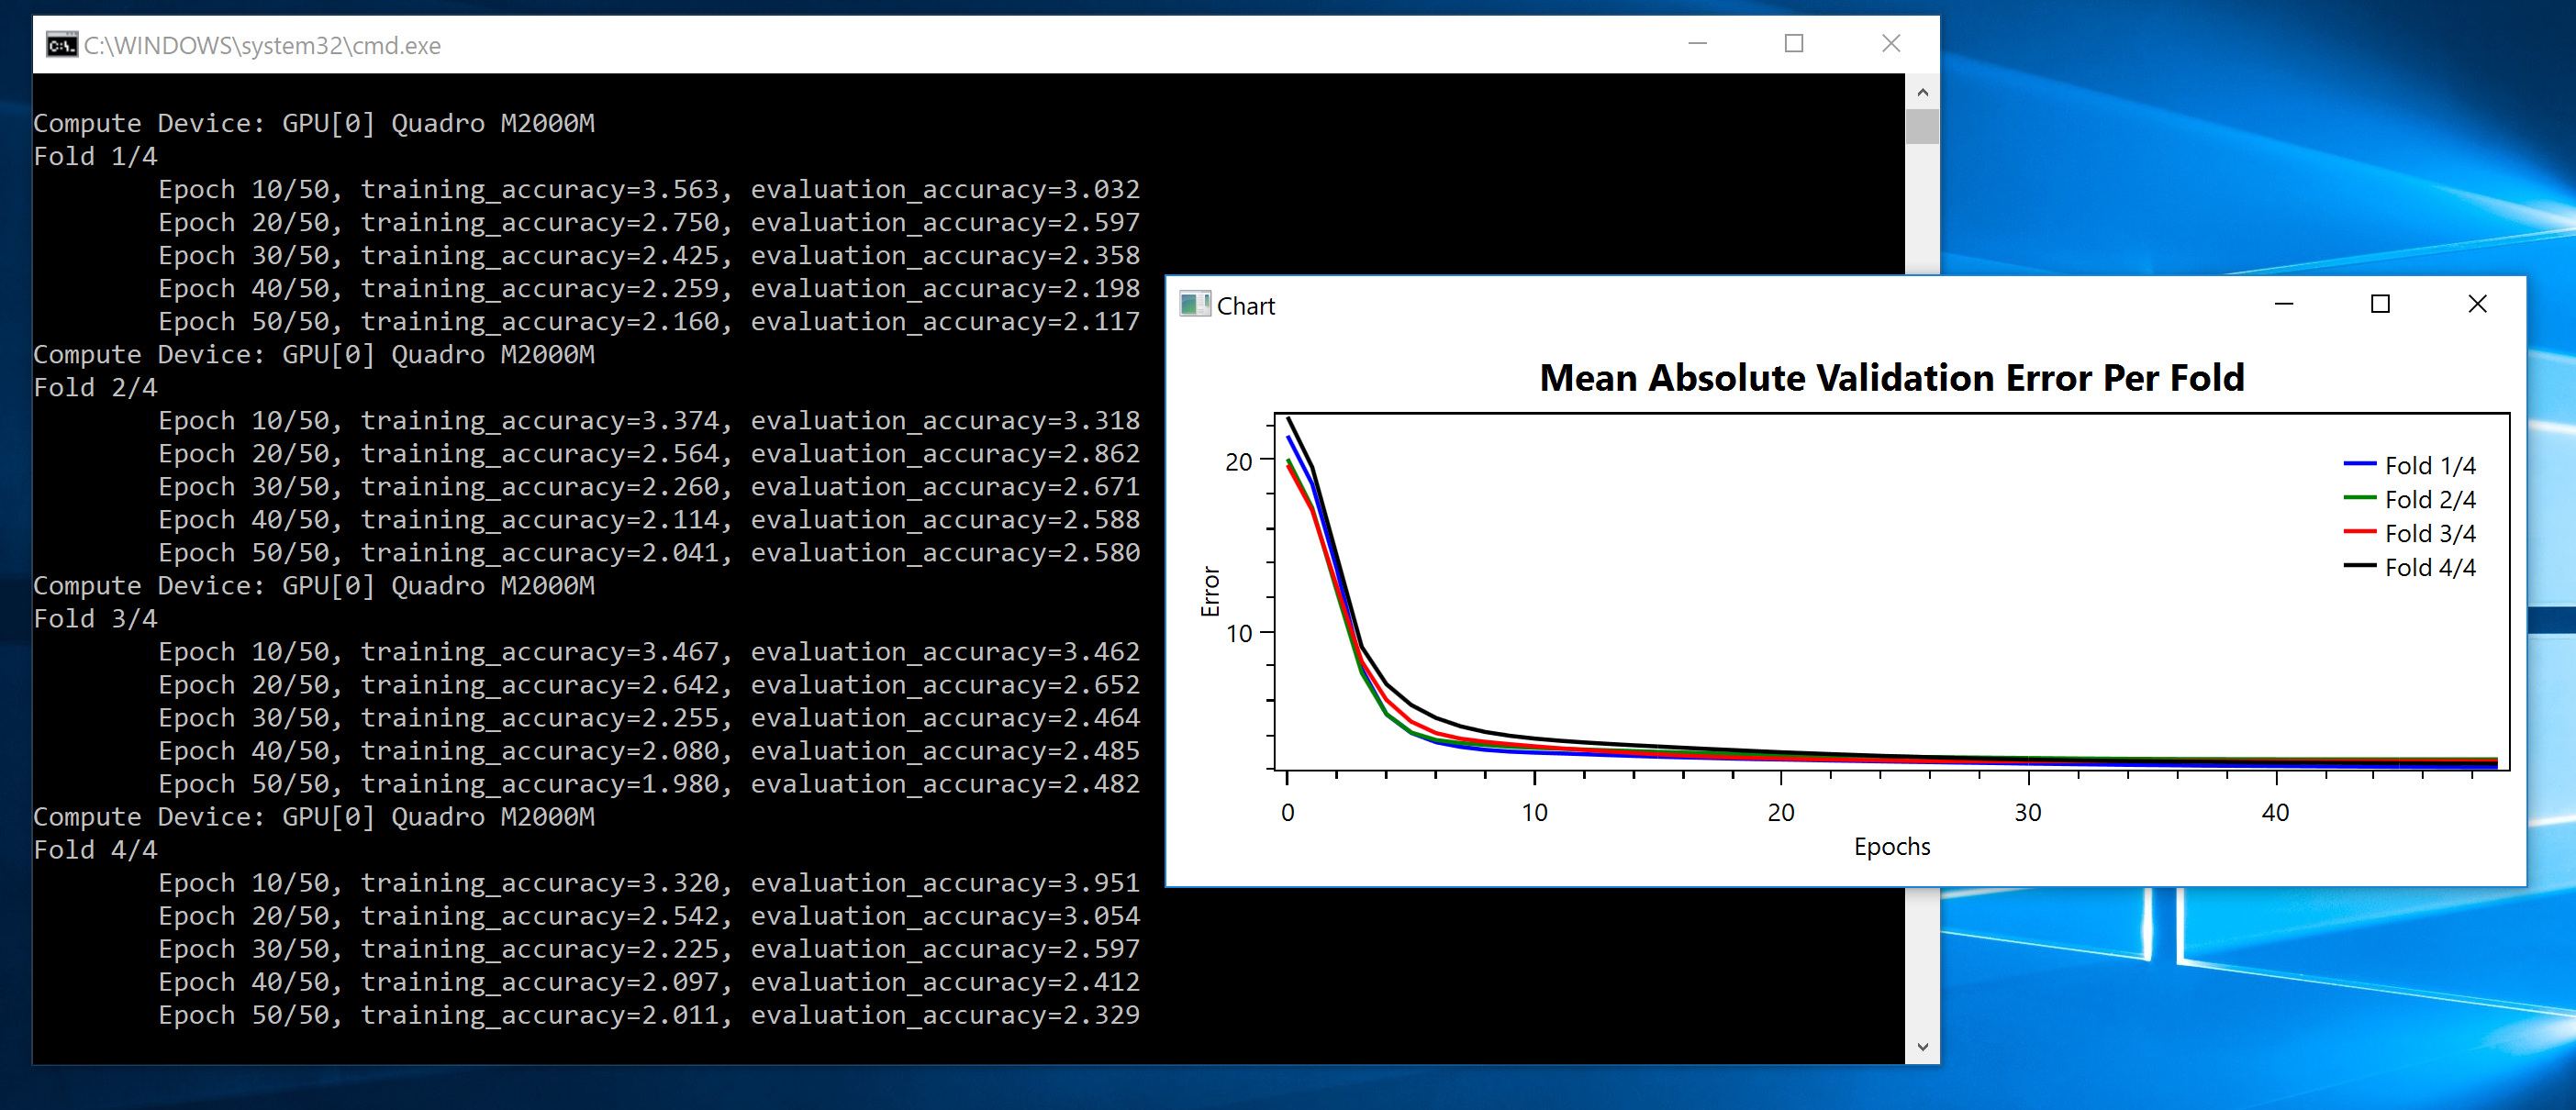 C:\WINDOWS\system32\cmd.exe
Compute Device: GPU[0] Quadro M2000M
Fold 1/4
Epoch 10/50, training_accuracy=3.563, evaluation_accuracy=3.032
Epoch 20/50, training_accuracy=2.750, evaluation_accuracy=2.597
Epoch 30/50, training_accuracy=2.425, evaluation_accuracy=2.358
Epoch 40/50, training_accuracy=2.259, evaluation_accuracy=2.198
Epoch 50/50, training_accuracy=2.160, evaluation_accuracy=2.117
Compute Device: GPU[0] Quadro M2000M
Fold 2/4
Epoch 10/50, training_accuracy=3.374, evaluation_accuracy=3.318
Epoch 20/50, training_accuracy=2.564, evaluation_accuracy=2.862
Epoch 30/50, training_accuracy=2.260, evaluation_accuracy=2.671
Epoch 40/50, training_accuracy=2.114, evaluation_accuracy=2.588
Epoch 50/50, training_accuracy=2.041, evaluation_accuracy=2.580
Compute Device: GPU[0] Quadro M2000M
Fold 3/4
Epoch 10/50, training_accuracy=3.467, evaluation_accuracy=3.462
Epoch 20/50, training_accuracy=2.642, evaluation_accuracy=2.652
Epoch 30/50, training_accuracy=2.255, evaluation_accuracy=2.464
Epoch 40/50, training_accuracy=2.080, evaluation_accuracy=2.485
Epoch 50/50, training_accuracy=1.980, evaluation_accuracy=2.482
Compute Device: GPU[0] Quadro M2000M
Fold 4/4
Epoch 10/50, training_accuracy=3.320, evaluation_accuracy=3.951
Epoch 20/50, training_accuracy=2.542, evaluation_accuracy=3.054
Epoch 30/50, training_accuracy=2.225, evaluation_accuracy=2.597
Epoch 40/50, training_accuracy=2.097, evaluation_accuracy=2.412
Epoch 50/50, training_accuracy=2.011, evaluation_accuracy=2.329
Chart
Mean Absolute Validation Error Per Fold
Error
20
10
Fold 1/4
Fold 2/4
Fold 3/4
Fold 4/4
0 10 20 30 40
Epochs